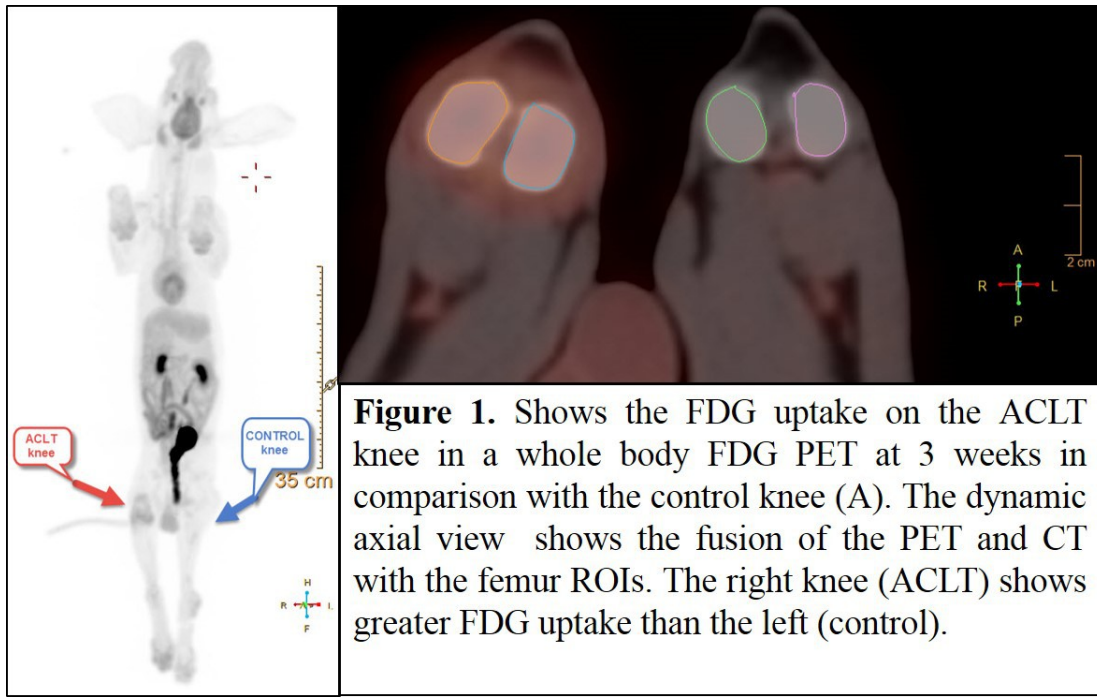 ACLT
knee
CONTROL
knee
35 cm
H
R A L
F
2 cm
A
R F L
P
Figure 1. Shows the FDG uptake on the ACLT
knee in a whole body FDG PET at 3 weeks in
comparison with the control knee (A). The dynamic
axial view shows the fusion of the PET and CT
with the femur ROIs. The right knee (ACLT) shows
greater FDG uptake than the left (control).